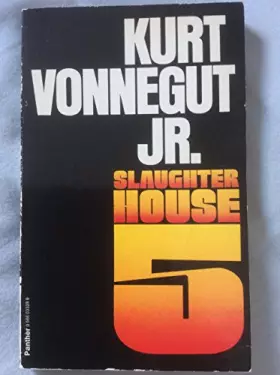 KURT
VONNEGUT
JR.
SLAUGHTER
HOUSE
5
Panther